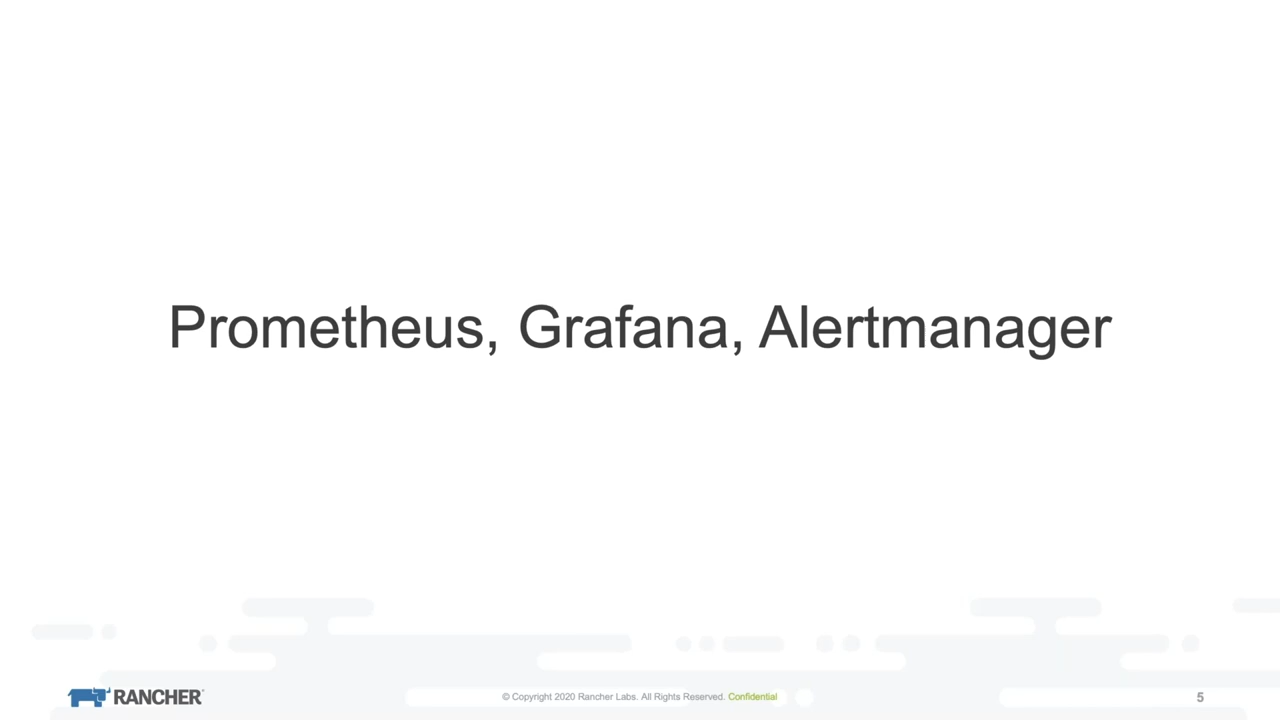 Prometheus, Grafana, Alertmanager
RANCHER®
© Copyright 2020 Rancher Labs. All Rights Reserved. Confidential
5